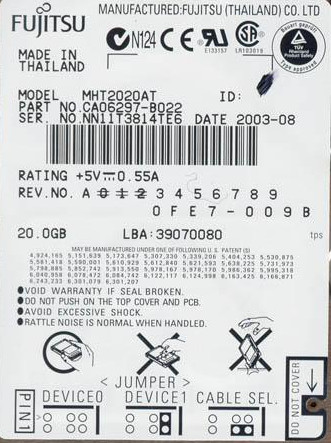 FUJITSU
MANUFACTURED:FUJITSU (THAILAND) CO. LTD
MADE IN
THAILAND
N124
E133157 LR103018
Bauart geprüft
TÜV
Rheinland
Product Safety
Type approved
MODEL MHT2020AT ID:
PART NO.CA06297-B022
SER. NO.NN11T3814TE6 DATE 2003-08
RATING +5V 0.55A
REV.NO. A 0 1 2 3 4 5 6 7 8 9
0FE7-009B
20.0GB LBA:39070080 tps
MAY BE MANUFACTURED UNDER ONE OF FOLLOWING U.S. PATENT(S)
4,924,165 5,151,639 5,173,647 5,307,330 5,339,206 5,404,253 5,530,875
5,581,418 5,590,001 5,610,929 5,612,840 5,621,593 5,638,225 5,731,973
5,798,885 5,852,742 5,913,550 5,978,167 5,978,170 5,986,362 5,995,318
6,040,958 6,078,472 6,084,742 6,122,117 6,124,998 6,163,425 6,166,871
6,243,233 6,301,079 6,301,207
●VOID WARRANTY IF SEAL BROKEN.
●DO NOT PUSH ON THE TOP COVER AND PCB.
●AVOID EXCESSIVE SHOCK.
●RATTLE NOISE IS NORMAL WHEN HANDLED.
< JUMPER >
DEVICE0 DEVICE1 CABLE SEL.
PIN1
DO NOT COVER